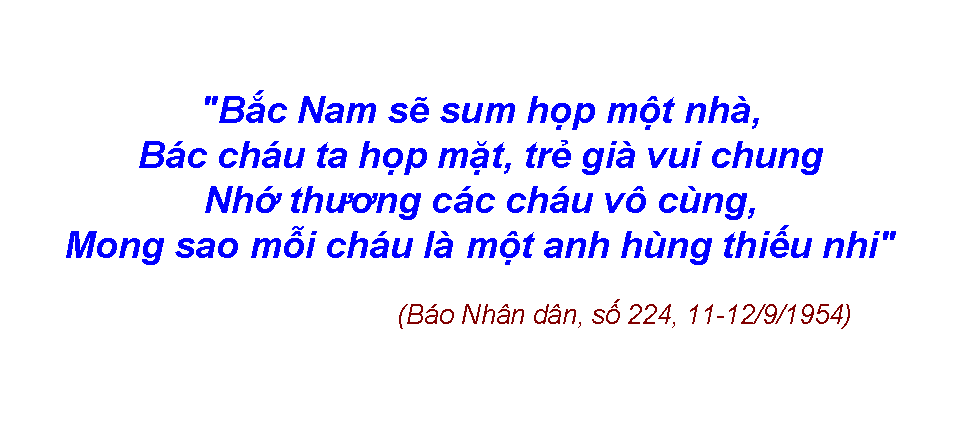 "Bắc Nam sẽ sum họp một nhà,
Bác cháu ta họp mặt, trẻ già vui chung
Nhớ thương các cháu vô cùng,
Mong sao mỗi cháu là một anh hùng thiếu nhi"
(Báo Nhân dân, số 224, 11-12/9/1954)